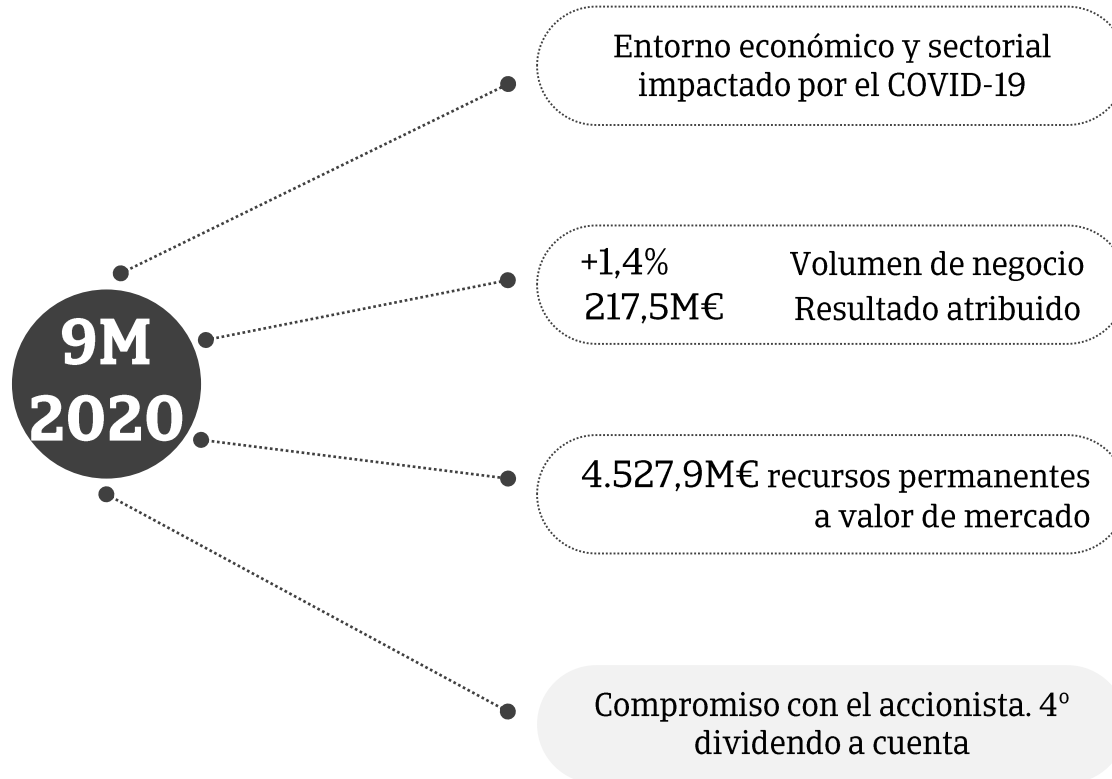 Entorno económico y sectorial
impactado por el COVID-19
+1,4% Volumen de negocio
217,5M€ Resultado atribuido
9M
2020
4.527,9M€ recursos permanentes
a valor de mercado
Compromiso con el accionista. 4º
dividendo a cuenta